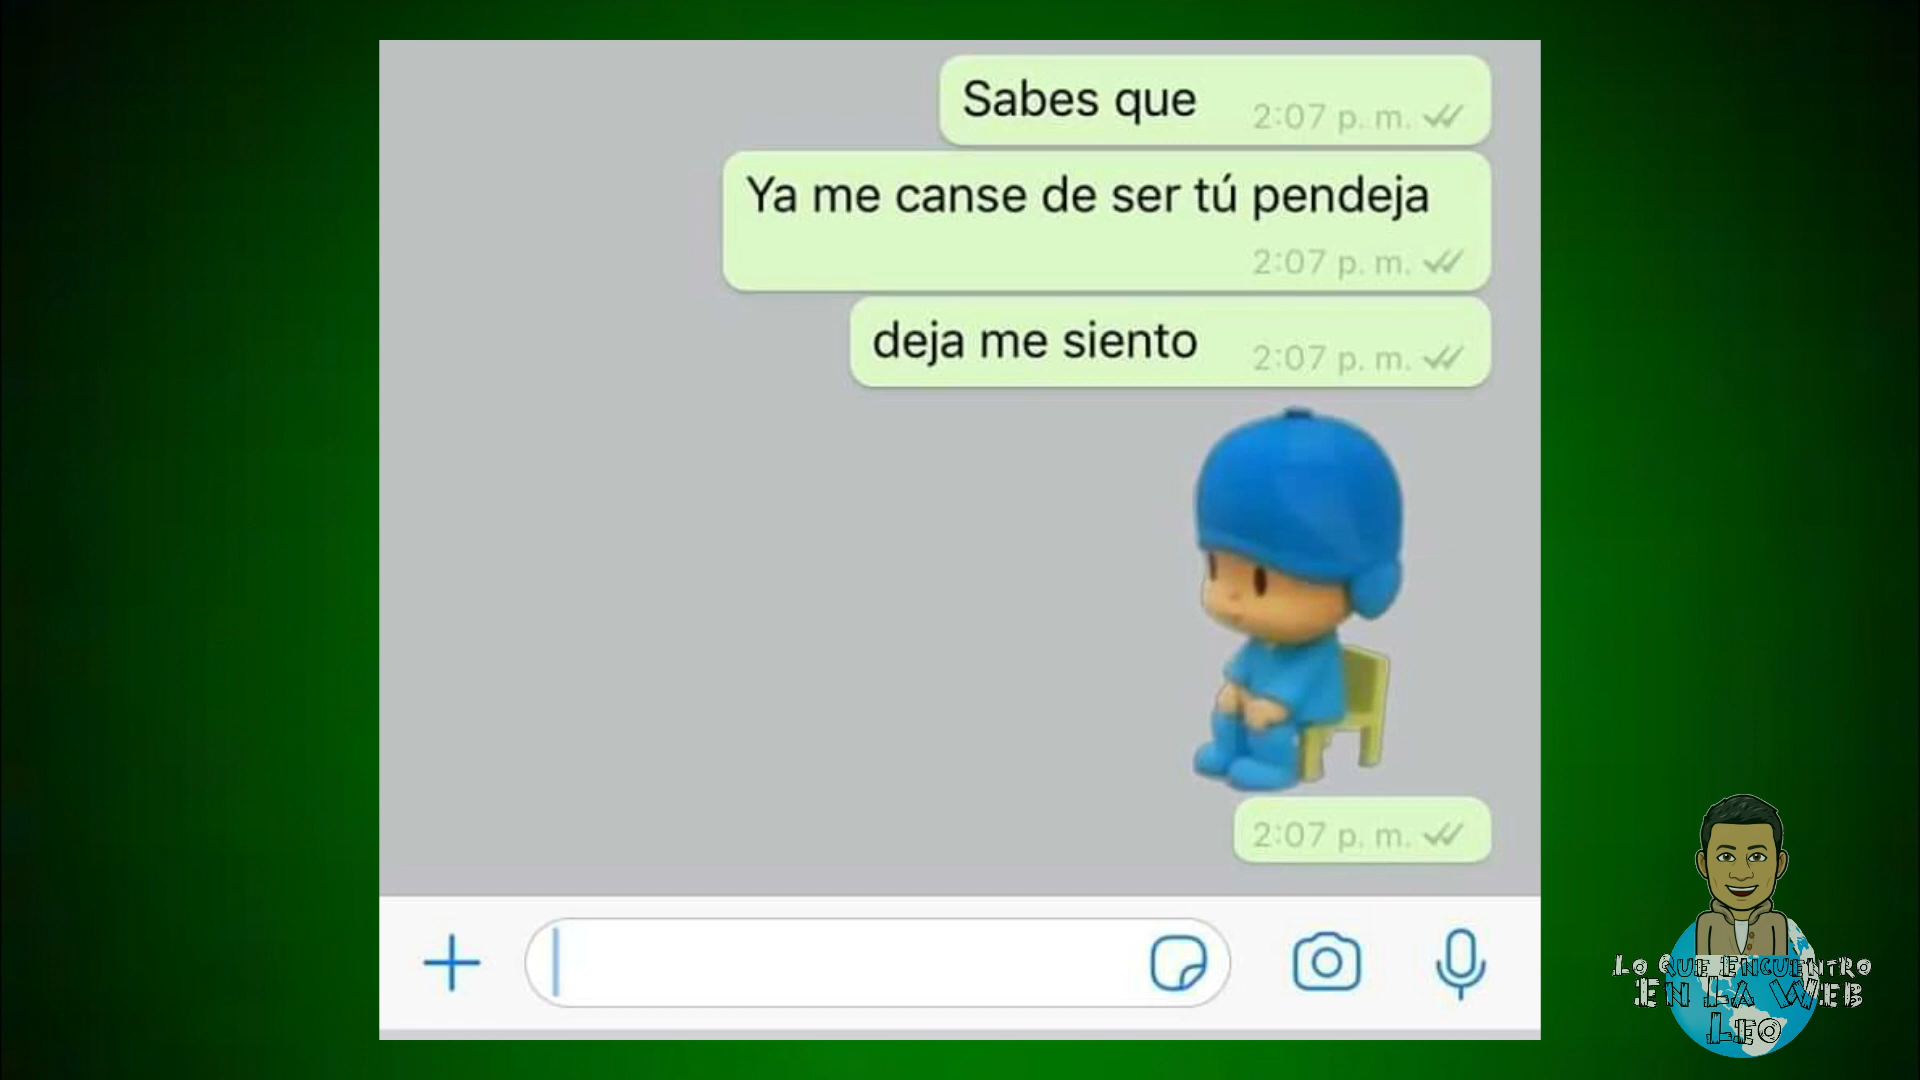 Sabes que 2:07 p. m.
Ya me canse de ser tú pendeja
2:07 p. m.
deja me siento 2:07 p. m.
2:07 p. m.
Lo Que Encuentro
En La Web
Leo